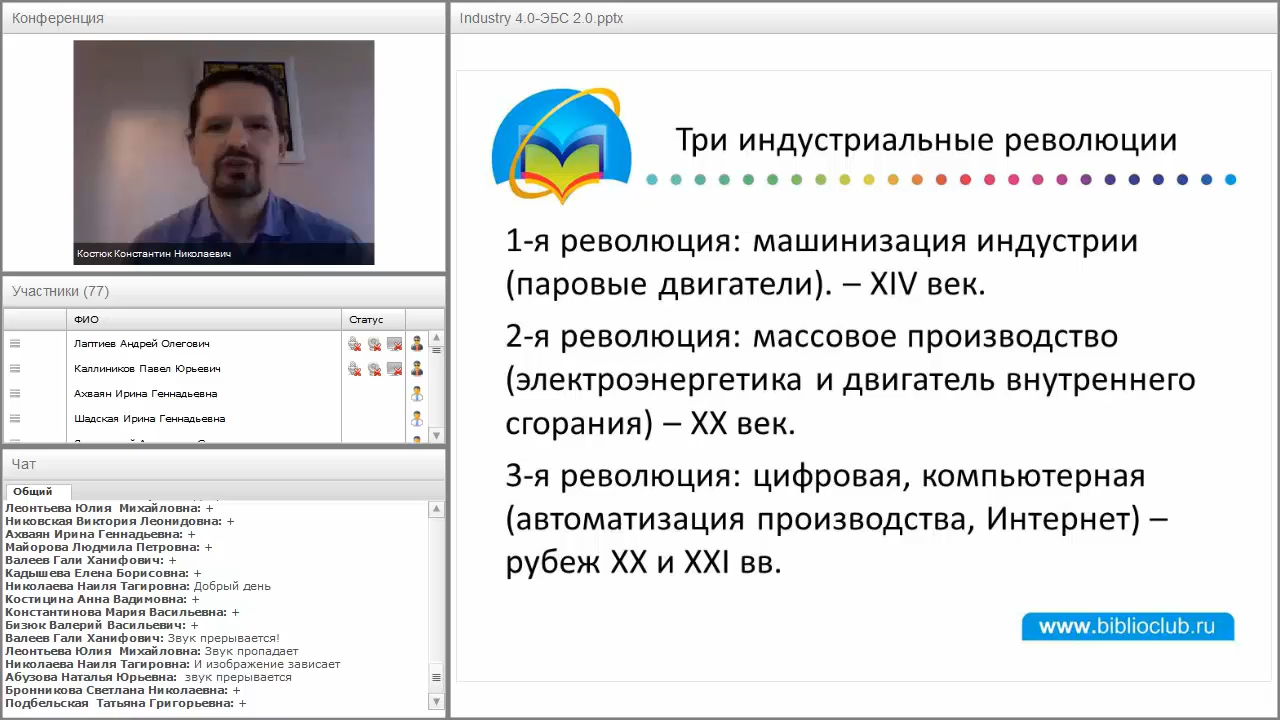 Конференция
Костюк Константин Николаевич
Участники (77)
ФИО
Статус
Лаптиев Андрей Олегович
Каллиников Павел Юрьевич
Ахваян Ирина Геннадьевна
Шадская Ирина Геннадьевна
Чат
Общий
Леонтьева Юлия Михайловна: +
Никовская Виктория Леонидовна: +
Ахваян Ирина Геннадьевна: +
Майорова Людмила Петровна: +
Валеев Гали Ханифович: +
Кадышева Елена Борисовна: +
Николаева Наиля Тагировна: Добрый день
Костицина Анна Вадимовна: +
Константинова Мария Васильевна: +
Бизюк Валерий Васильевич: +
Валеев Гали Ханифович: Звук прерывается!
Леонтьева Юлия Михайловна: Звук пропадает
Николаева Наиля Тагировна: И изображение зависает
Абузова Наталья Юрьевна: звук прерывается
Бронникова Светлана Николаевна: +
Подбельская Татьяна Григорьевна: +
Industry 4.0-ЭБС 2.0.pptx
Три индустриальные революции
1-я революция: машинизация индустрии
(паровые двигатели). – XIV век.
2-я революция: массовое производство
(электроэнергетика и двигатель внутреннего
сгорания) – XX век.
3-я революция: цифровая, компьютерная
(автоматизация производства, Интернет) –
рубеж XX и XXI вв.
www.biblioclub.ru